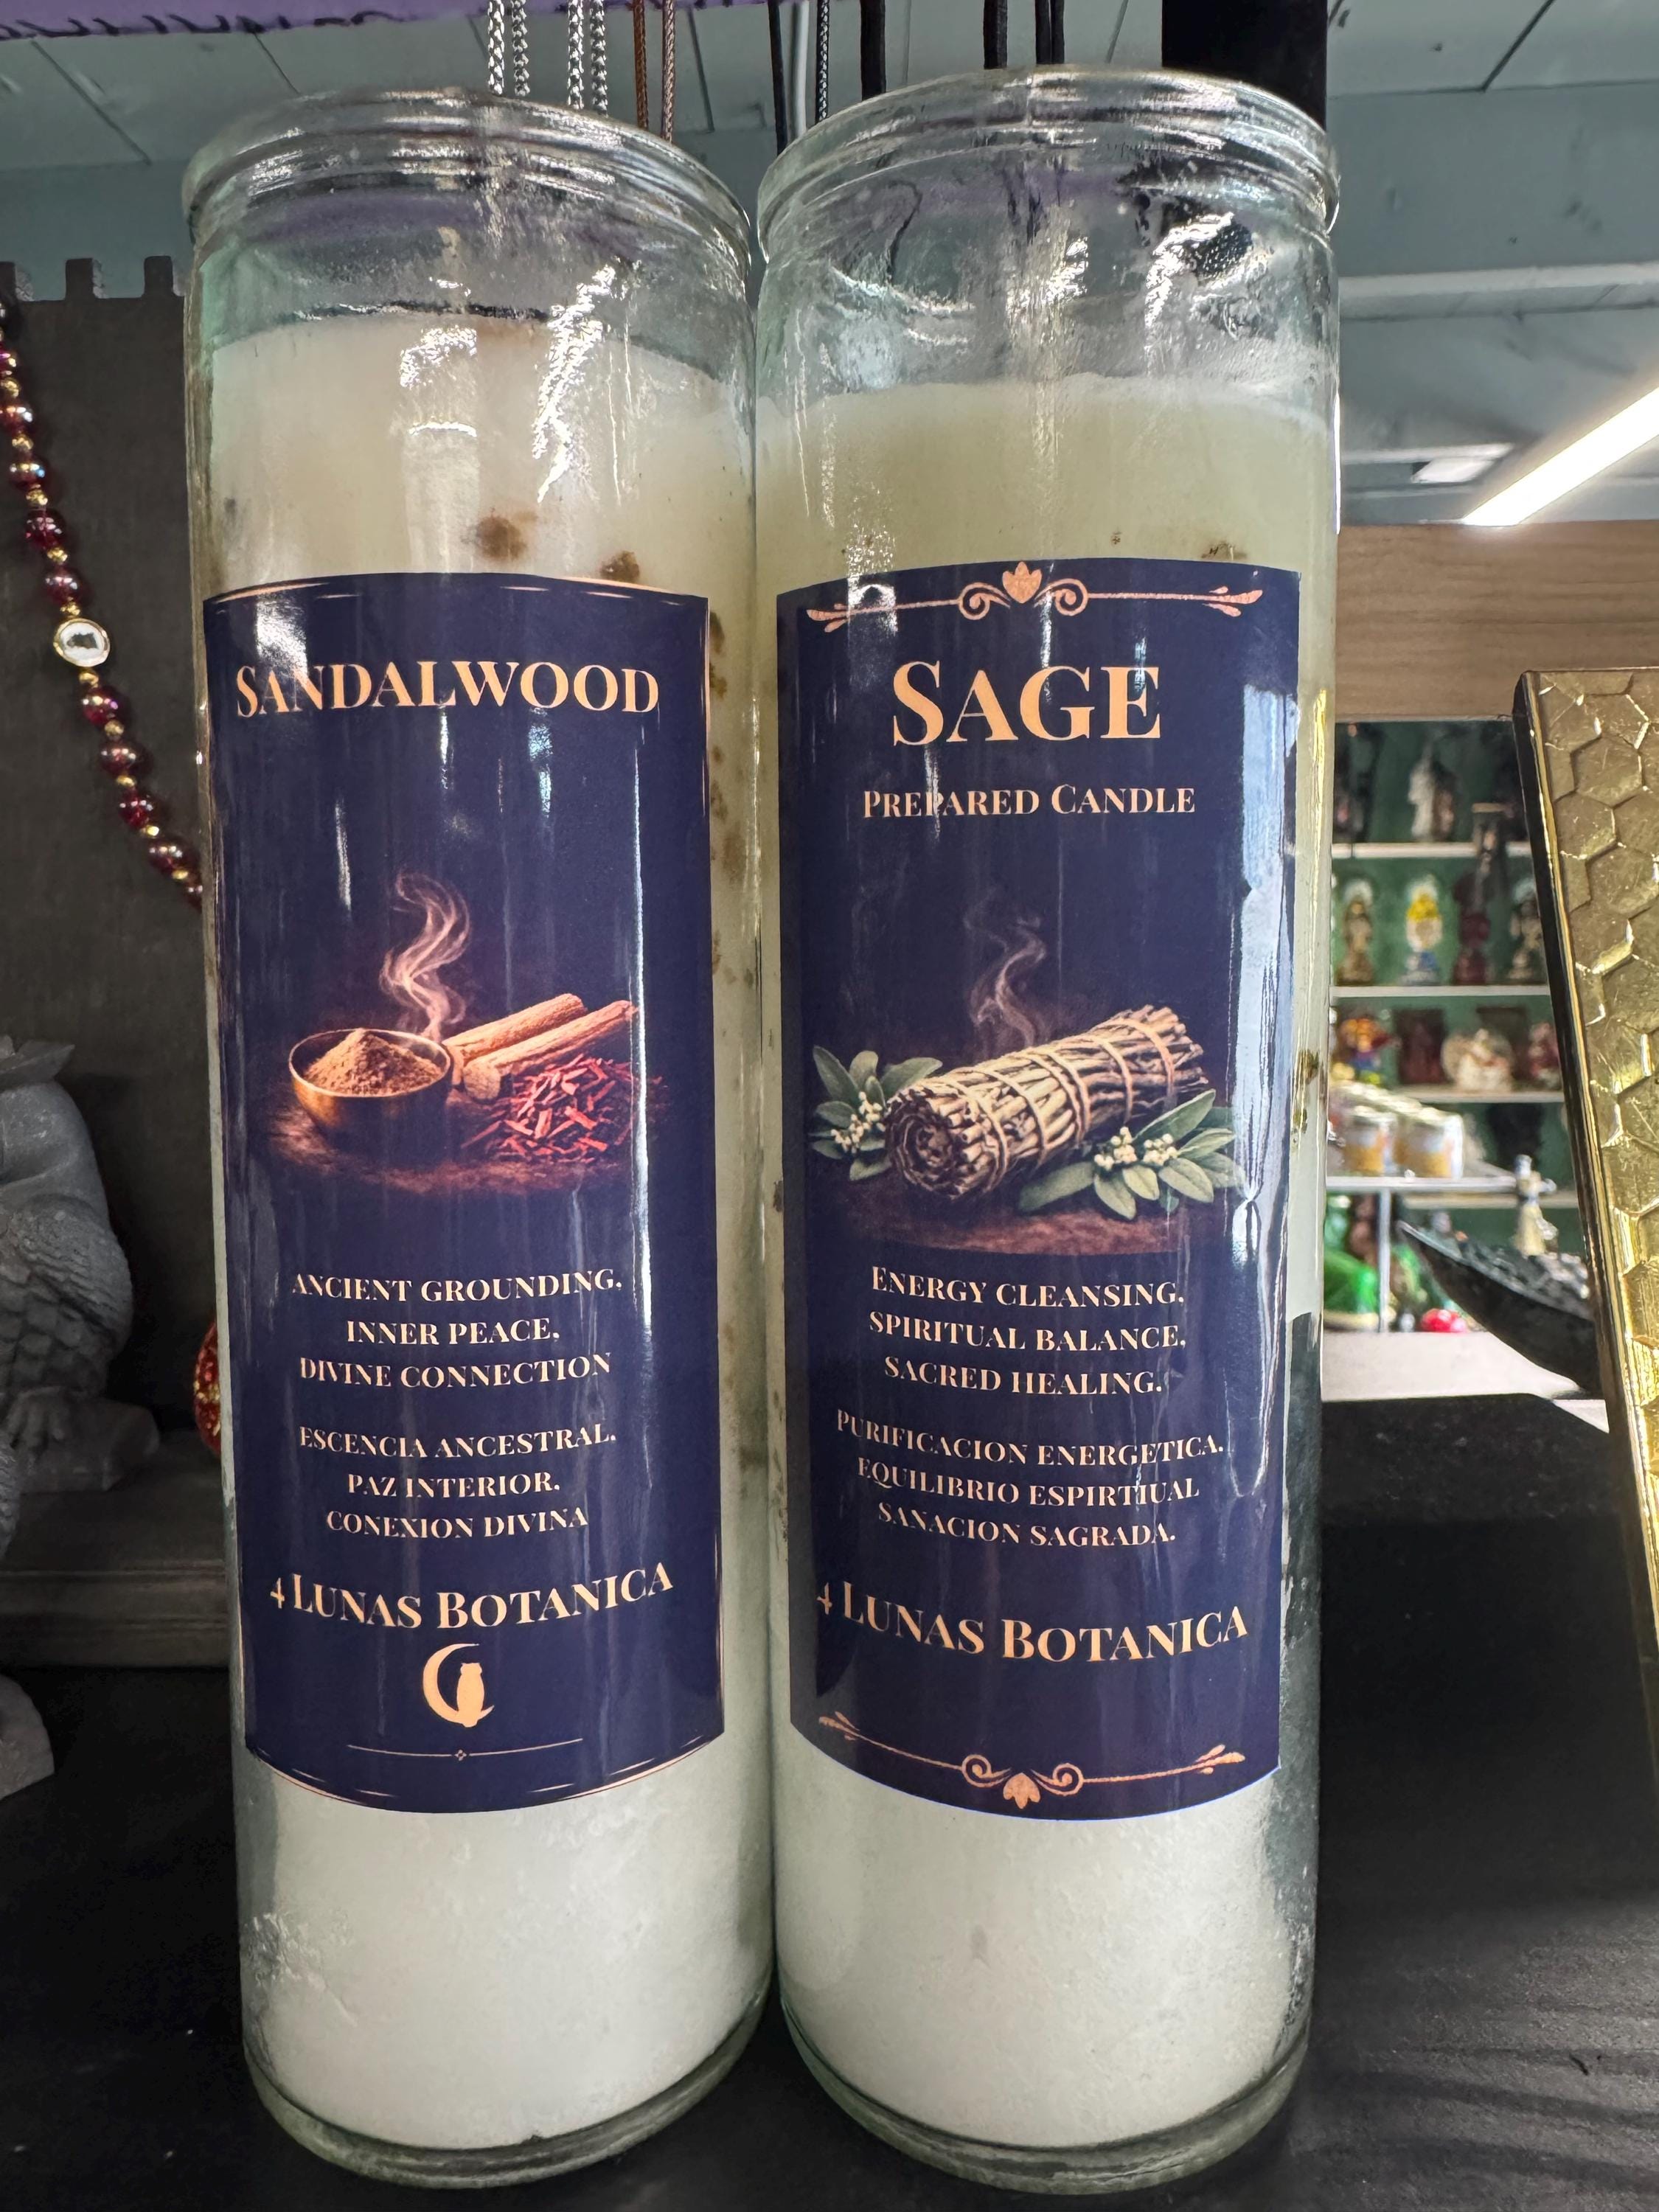 SANDALWOOD
ANCIENT GROUNDING,
INNER PEACE,
DIVINE CONNECTION
ESCENCIA ANCESTRAL,
PAZ INTERIOR,
CONEXION DIVINA
4 LUNAS BOTANICA
SAGE
PREPARED CANDLE
ENERGY CLEANSING,
SPIRITUAL BALANCE,
SACRED HEALING.
PURIFICACION ENERGETICA.
EQUILIBRIO ESPIRTIUAL
SANACION SAGRADA.
4 LUNAS BOTANICA